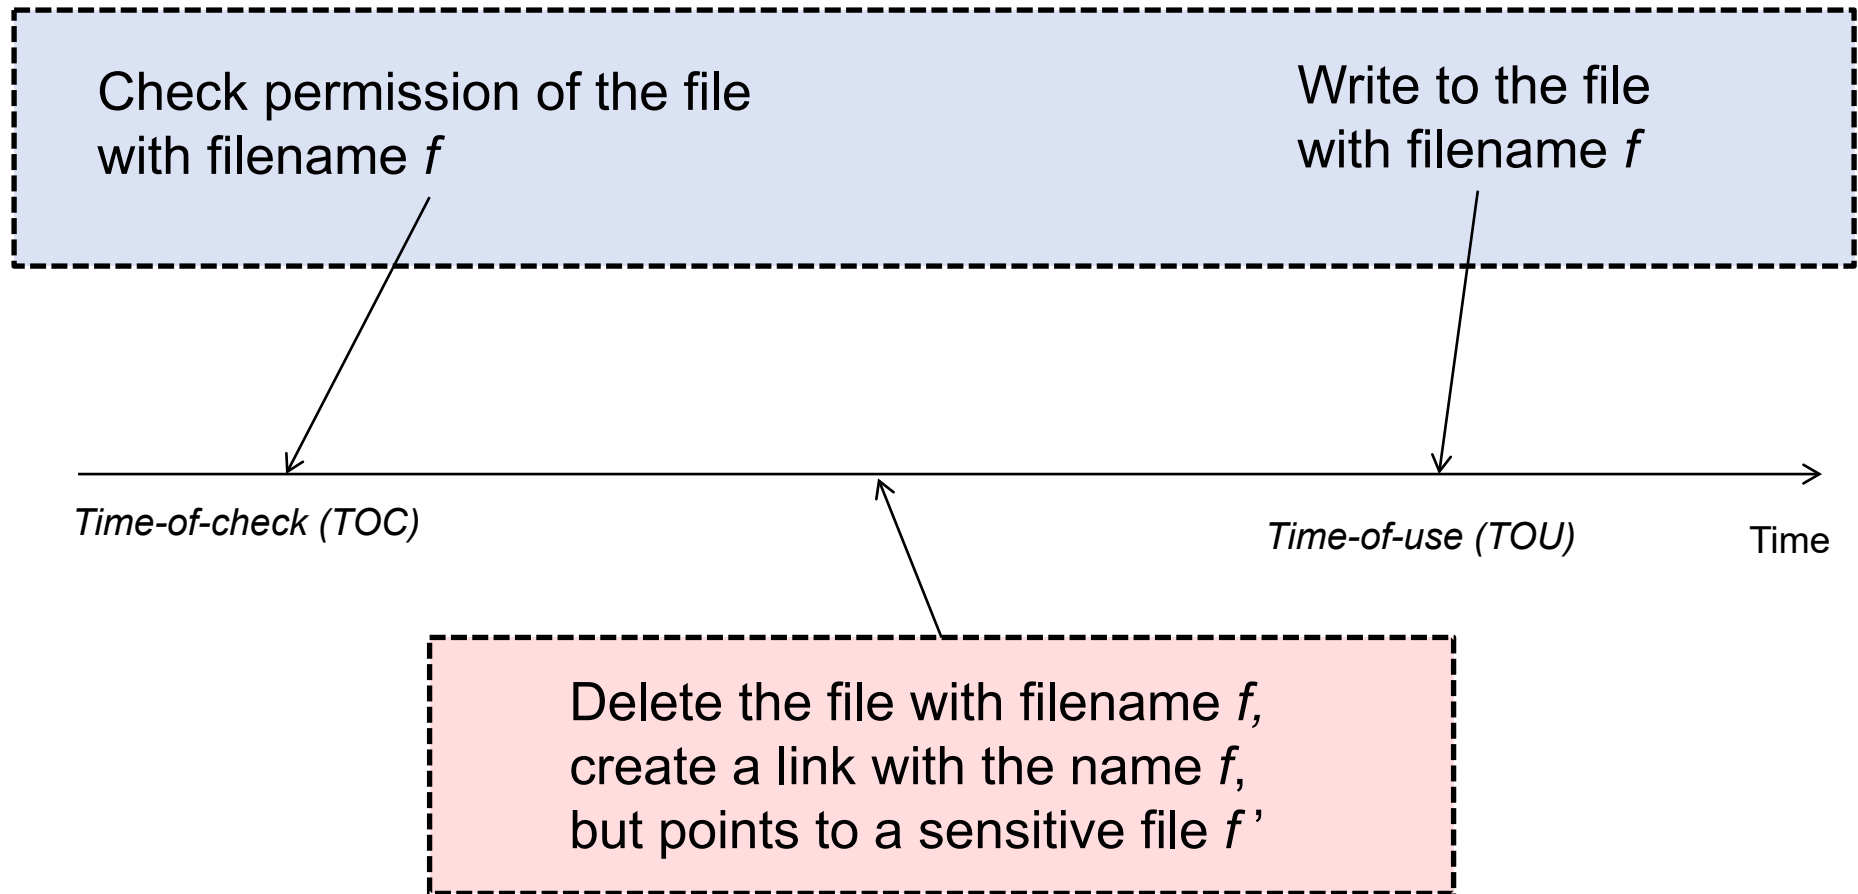 Check permission of the file
with filename f
Write to the file
with filename f
Time-of-check (TOC)
Time-of-use (TOU)
Time
Delete the file with filename f,
create a link with the name f,
but points to a sensitive file f ’